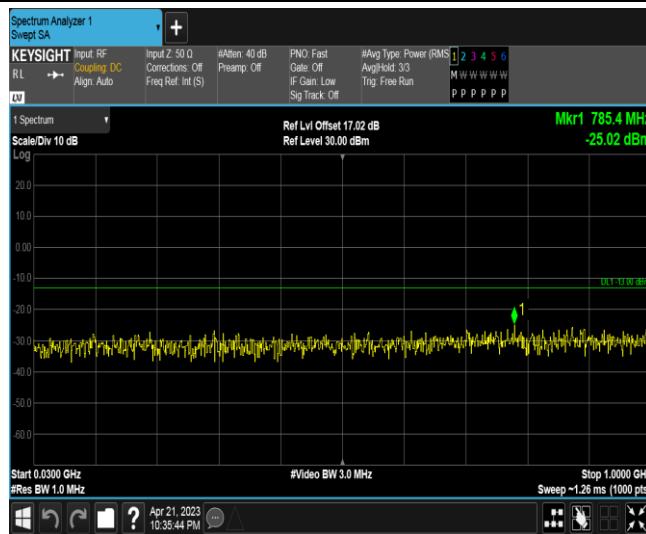 Spectrum Analyzer 1
Swept SA
+
KEYSIGHT
RL
LXI
Input: RF
Coupling: DC
Align: Auto
Input Z: 50 Ω
Corrections: Off
Freq Ref: Int (S)
#Atten: 40 dB
Preamp: Off
PNO: Fast
Gate: Off
IF Gain: Low
Sig Track: Off
#Avg Type: Power (RMS
Avg|Hold: 3/3
Trig: Free Run
1 2 3 4 5 6
M W W W W W
P P P P P P
1 Spectrum
Scale/Div 10 dB
Log
Ref Lvl Offset 17.02 dB
Ref Level 30.00 dBm
Mkr1 785.4 MHz
-25.02 dBm
20.0
10.0
0.00
-10.0
DL1 -13.00 dBm
-20.0
1
-30.0
-40.0
-50.0
-60.0
Start 0.0300 GHz
#Res BW 1.0 MHz
#Video BW 3.0 MHz
Stop 1.0000 GHz
Sweep ~1.26 ms (1000 pts)
?
Apr 21, 2023
10:35:44 PM